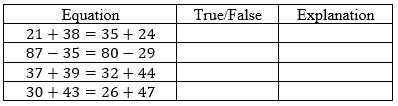 Equation True/False Explanation
21 + 38 = 35 + 24
87 − 35 = 80 − 29
37 + 39 = 32 + 44
30 + 43 = 26 + 47